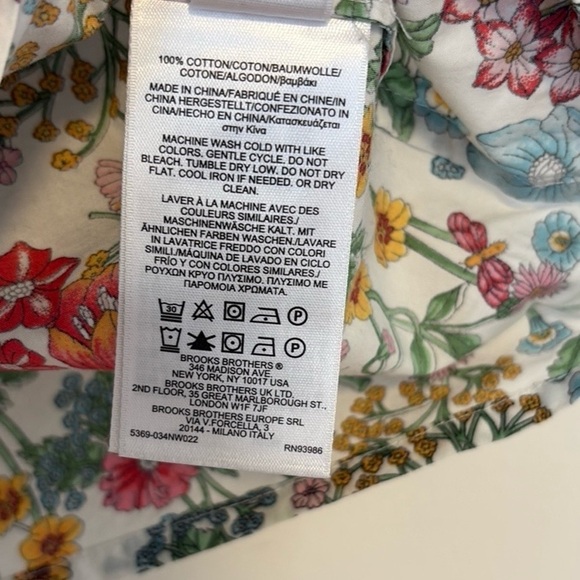 100% COTTON/COTON/BAUMWOLLE/
COTONE/ALGODON/βαμβάκι
MADE IN CHINA/FABRIQUÉ EN CHINE/IN
CHINA HERGESTELLT/CONFEZIONATO IN
CINA/HECHO EN CHINA/Κατασκευάζεται
στην Κίνα
MACHINE WASH COLD WITH LIKE
COLORS. GENTLE CYCLE. DO NOT
BLEACH. TUMBLE DRY LOW. DO NOT DRY
FLAT. COOL IRON IF NEEDED. OR DRY
CLEAN.
LAVER À LA MACHINE AVEC DES
COULEURS SIMILAIRES./
MASCHINENWÄSCHE KALT. MIT
ÄHNLICHEN FARBEN WASCHEN./LAVARE
IN LAVATRICE FREDDO CON COLORI
SIMILI./MÁQUINA DE LAVADO EN CICLO
FRÍO Y CON COLORES SIMILARES./
ΡΟΥΧΩΝ ΚΡΥΟ ΠΛΥΣΙΜΟ. ΠΛΥΣΙΜΟ ΜΕ
ΠΑΡΟΜΟΙΑ ΧΡΩΜΑΤΑ.
30 P
P
BROOKS BROTHERS®
346 MADISON AVE
NEW YORK, NY 10017 USA
BROOKS BROTHERS UK LTD.
2ND FLOOR, 35 GREAT MARLBOROUGH ST.,
LONDON W1F 7JF
BROOKS BROTHERS EUROPE SRL
VIA V.FORCELLA, 3
20144 - MILANO ITALY
5369-034NW022 RN93986